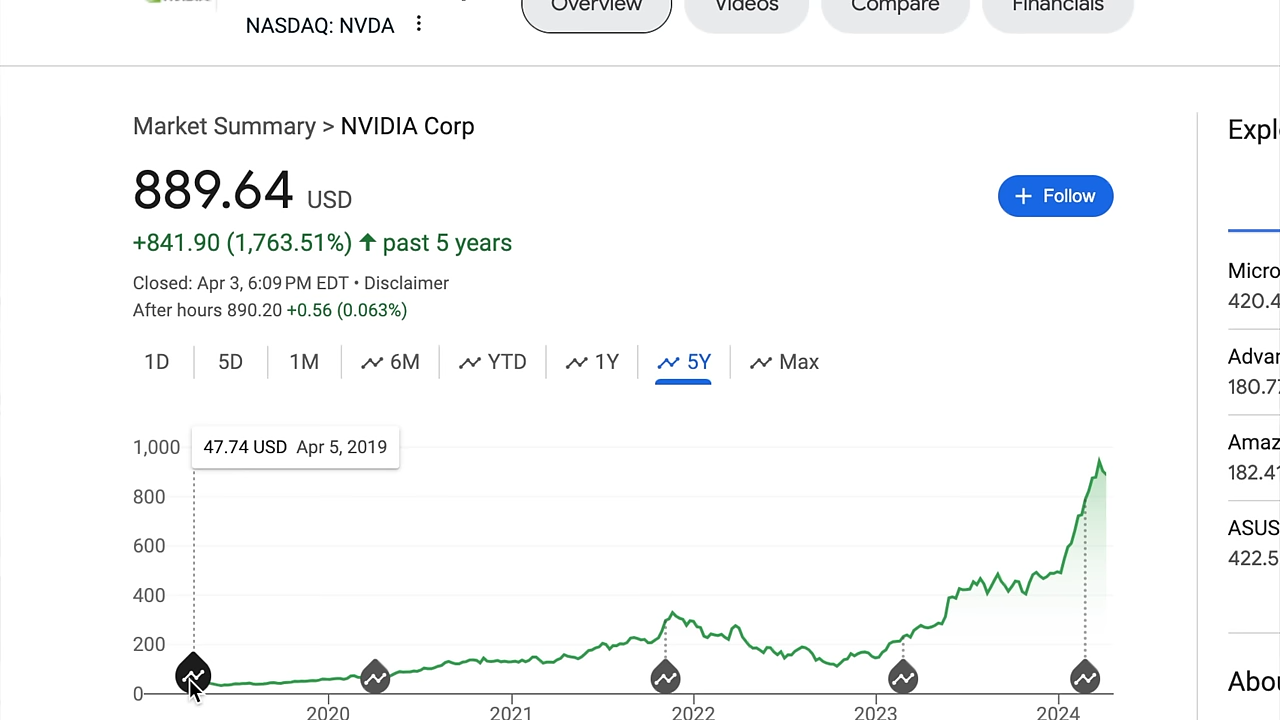 Overview Videos Compare Financials
NASDAQ: NVDA
Market Summary > NVIDIA Corp
889.64 USD
+ Follow
+841.90 (1,763.51%) ↑ past 5 years
Closed: Apr 3, 6:09 PM EDT • Disclaimer
After hours 890.20 +0.56 (0.063%)
1D 5D 1M 6M YTD 1Y 5Y Max
47.74 USD Apr 5, 2019
1,000
800
600
400
200
0
2020 2021 2022 2023 2024
Expl
Micro
420.4
Advar
180.77
Amaz
182.41
ASUS
422.5
Abou